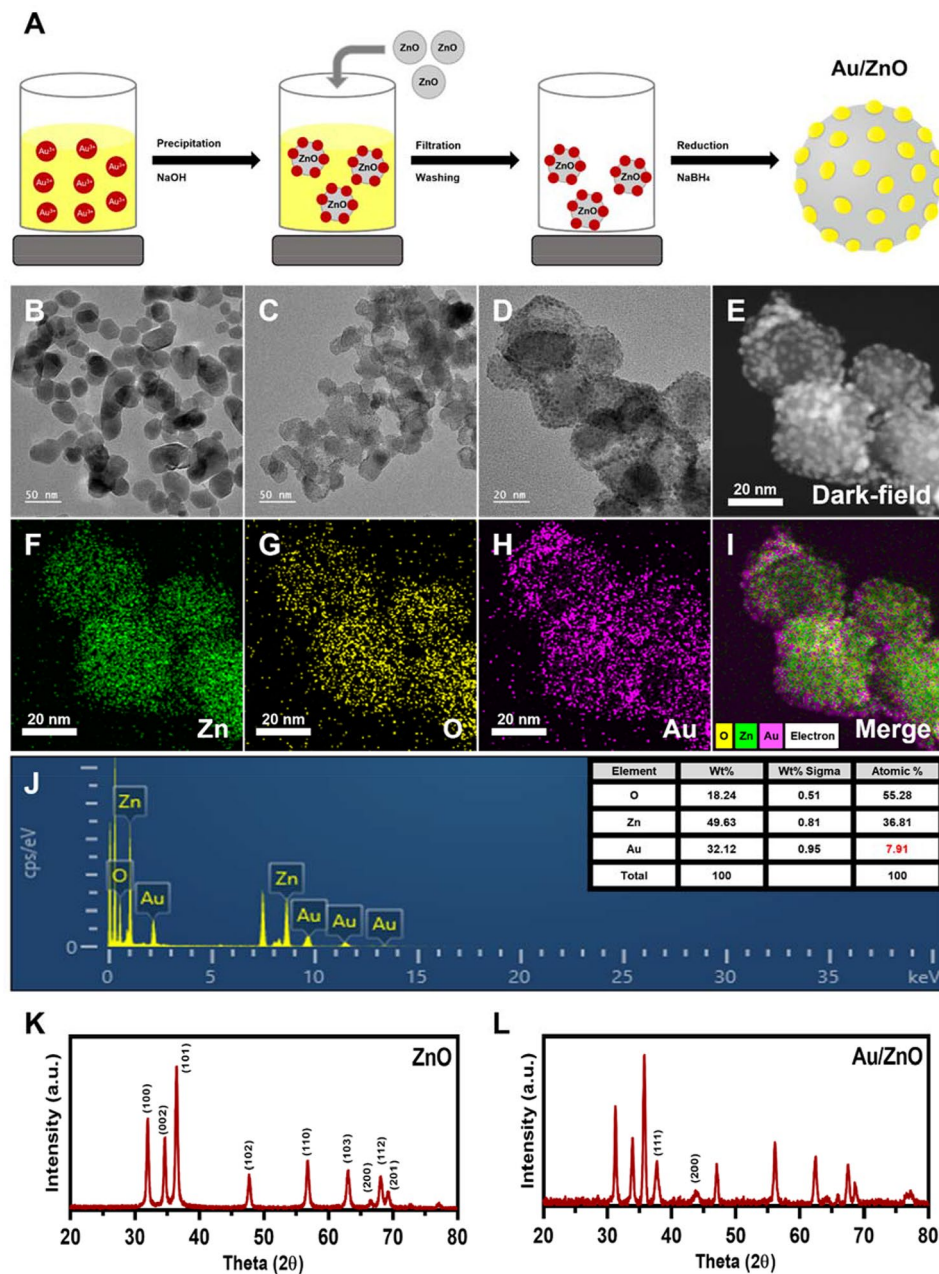 A
ZnO ZnO
ZnO
Au/ZnO
Au³⁺ Au³⁺ Au³⁺
Au³⁺ Au³⁺ Au³⁺
Au³⁺ Au³⁺
Precipitation
NaOH
ZnO ZnO
ZnO
Filtration
Washing
ZnO ZnO
ZnO
Reduction
NaBH₄
B
50 nm
C
50 nm
D
20 nm
E
20 nm
Dark-field
F
20 nm
Zn
G
20 nm
O
H
20 nm
Au
I
O Zn Au Electron
Merge
J
cps/eV
0
Zn
O
Au
Zn
Au
Au
Au
0 5 10 15 20 25 30 35 keV
Element Wt% Wt% Sigma Atomic %
O 18.24 0.51 55.28
Zn 49.63 0.81 36.81
Au 32.12 0.95 7.91
Total 100 100
K
ZnO
Intensity (a.u.)
(100)
(002)
(101)
(102)
(110)
(103)
(200)
(112)
(201)
20 30 40 50 60 70 80
Theta (2θ)
L
Au/ZnO
Intensity (a.u.)
(111)
(200)
20 30 40 50 60 70 80
Theta (2θ)